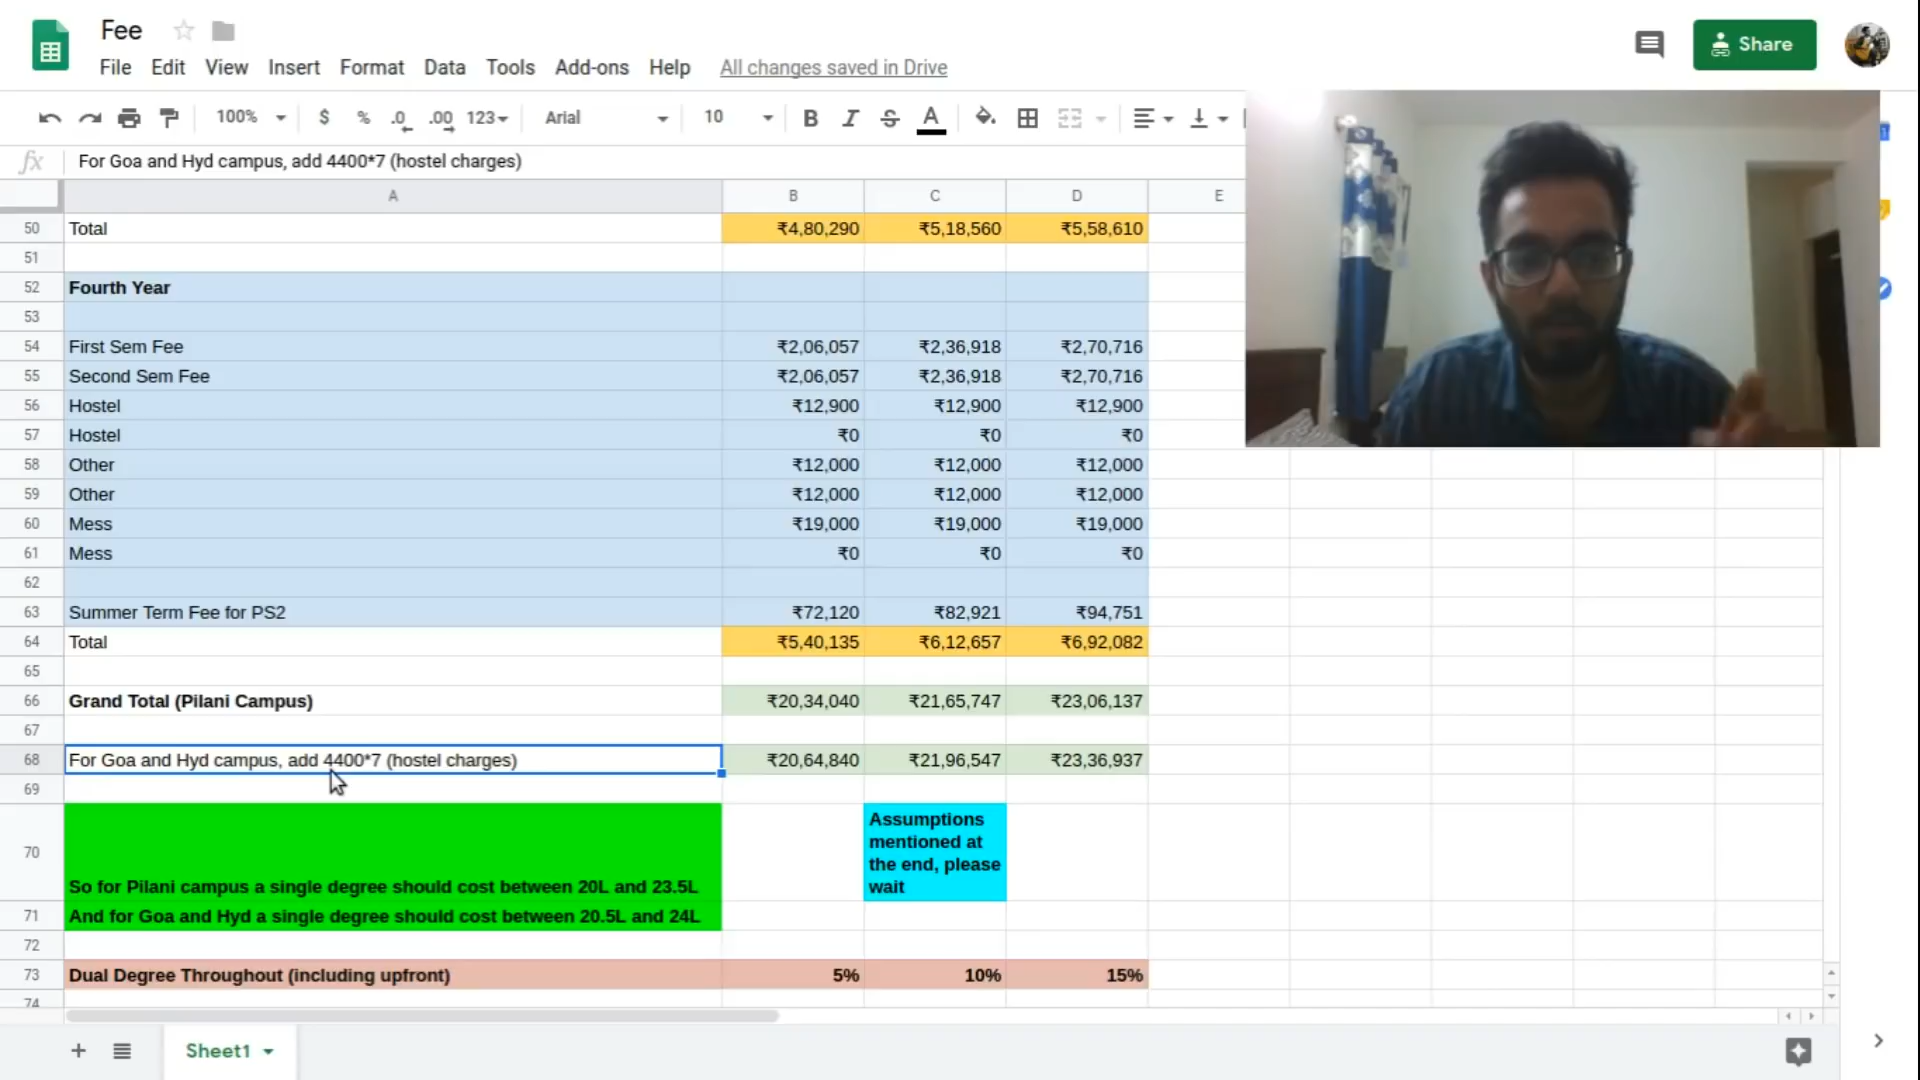 Fee
File Edit View Insert Format Data Tools Add-ons Help All changes saved in Drive
Share
100% $ % .0 .00 123 Arial 10 B I S A
fx For Goa and Hyd campus, add 4400*7 (hostel charges)
A B C D E
50 Total ₹4,80,290 ₹5,18,560 ₹5,58,610
51
52 Fourth Year
53
54 First Sem Fee ₹2,06,057 ₹2,36,918 ₹2,70,716
55 Second Sem Fee ₹2,06,057 ₹2,36,918 ₹2,70,716
56 Hostel ₹12,900 ₹12,900 ₹12,900
57 Hostel ₹0 ₹0 ₹0
58 Other ₹12,000 ₹12,000 ₹12,000
59 Other ₹12,000 ₹12,000 ₹12,000
60 Mess ₹19,000 ₹19,000 ₹19,000
61 Mess ₹0 ₹0 ₹0
62
63 Summer Term Fee for PS2 ₹72,120 ₹82,921 ₹94,751
64 Total ₹5,40,135 ₹6,12,657 ₹6,92,082
65
66 Grand Total (Pilani Campus) ₹20,34,040 ₹21,65,747 ₹23,06,137
67
68 For Goa and Hyd campus, add 4400*7 (hostel charges) ₹20,64,840 ₹21,96,547 ₹23,36,937
69
Assumptions
mentioned at
70
the end, please
So for Pilani campus a single degree should cost between 20L and 23.5L wait
71 And for Goa and Hyd a single degree should cost between 20.5L and 24L
72
73 Dual Degree Throughout (including upfront) 5% 10% 15%
74
Sheet1